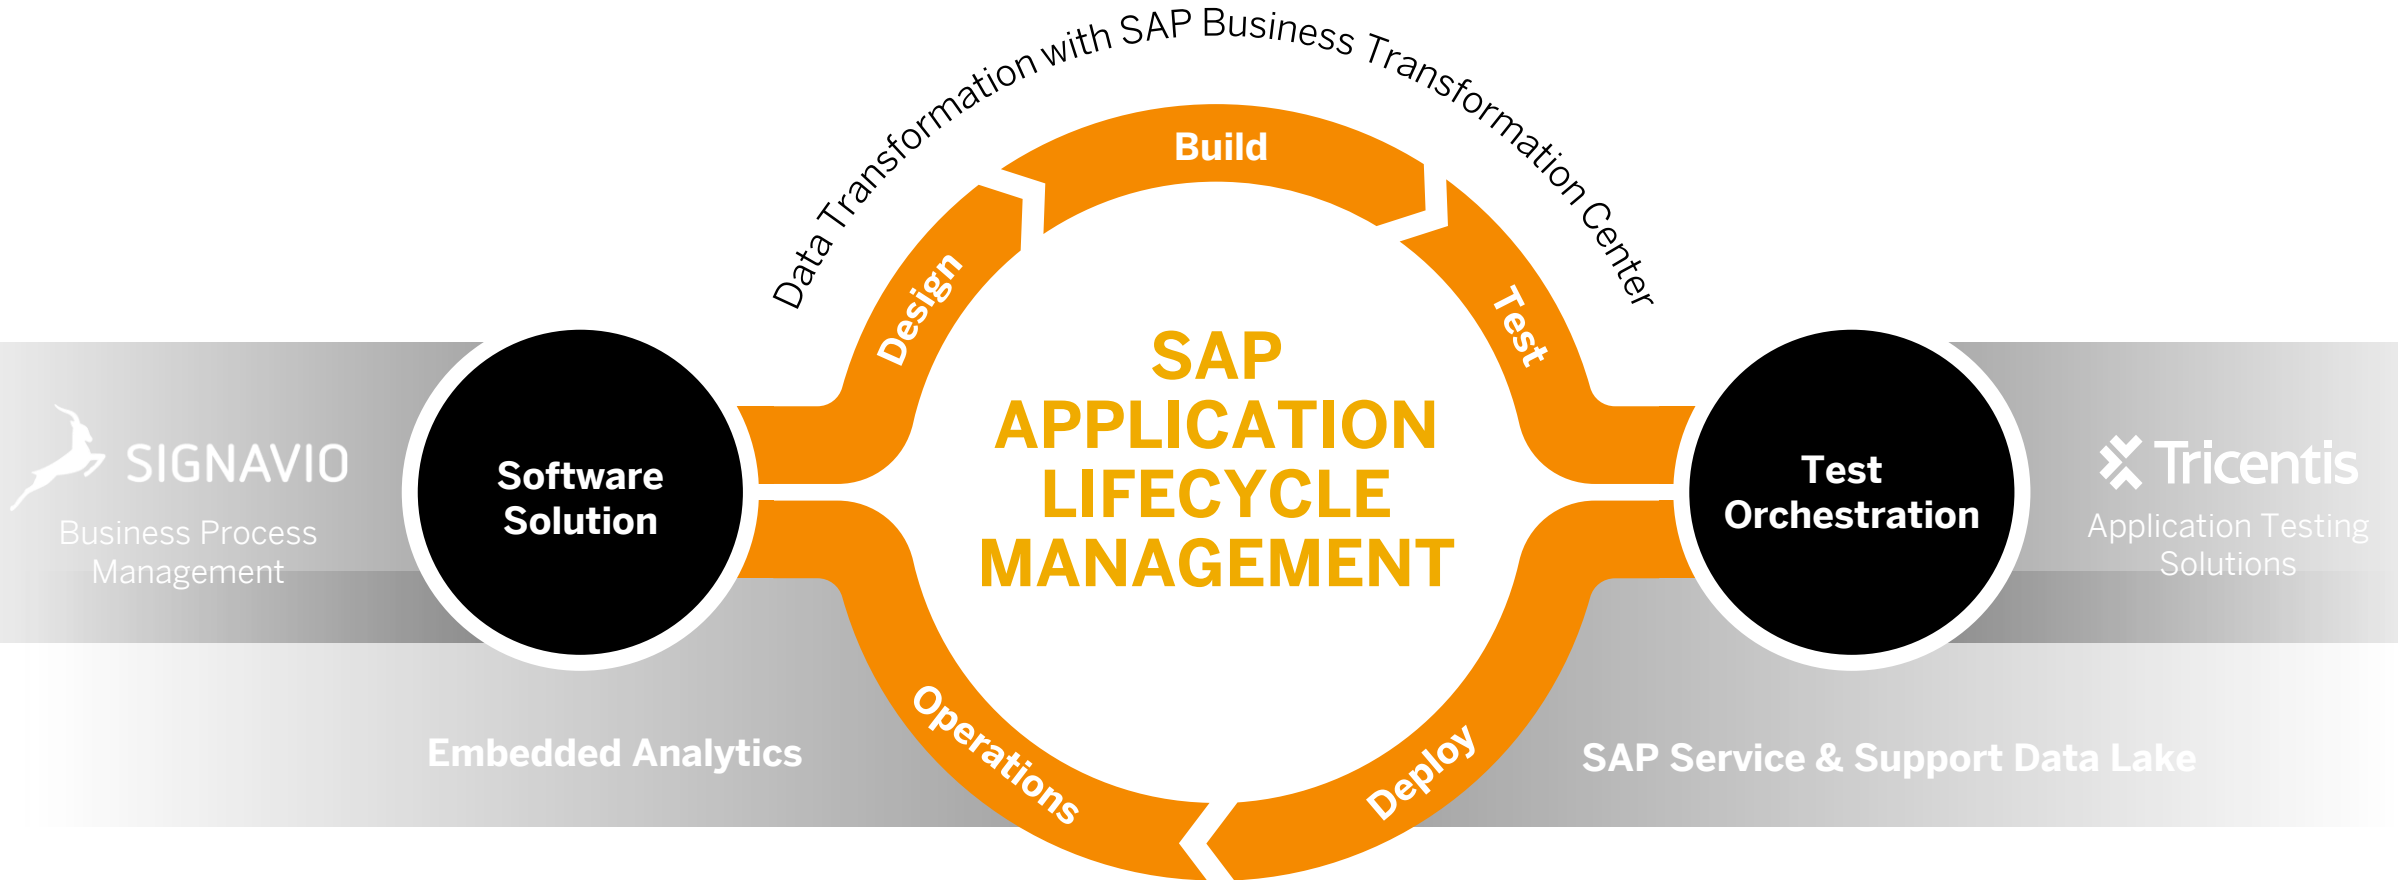 Data Transformation with SAP Business Transformation Center
Build
Design
Test
SAP
APPLICATION
LIFECYCLE
MANAGEMENT
SIGNAVIO
Business Process
Management
Software
Solution
Test
Orchestration
Tricentis
Application Testing
Solutions
Operations
Deploy
Embedded Analytics
SAP Service & Support Data Lake